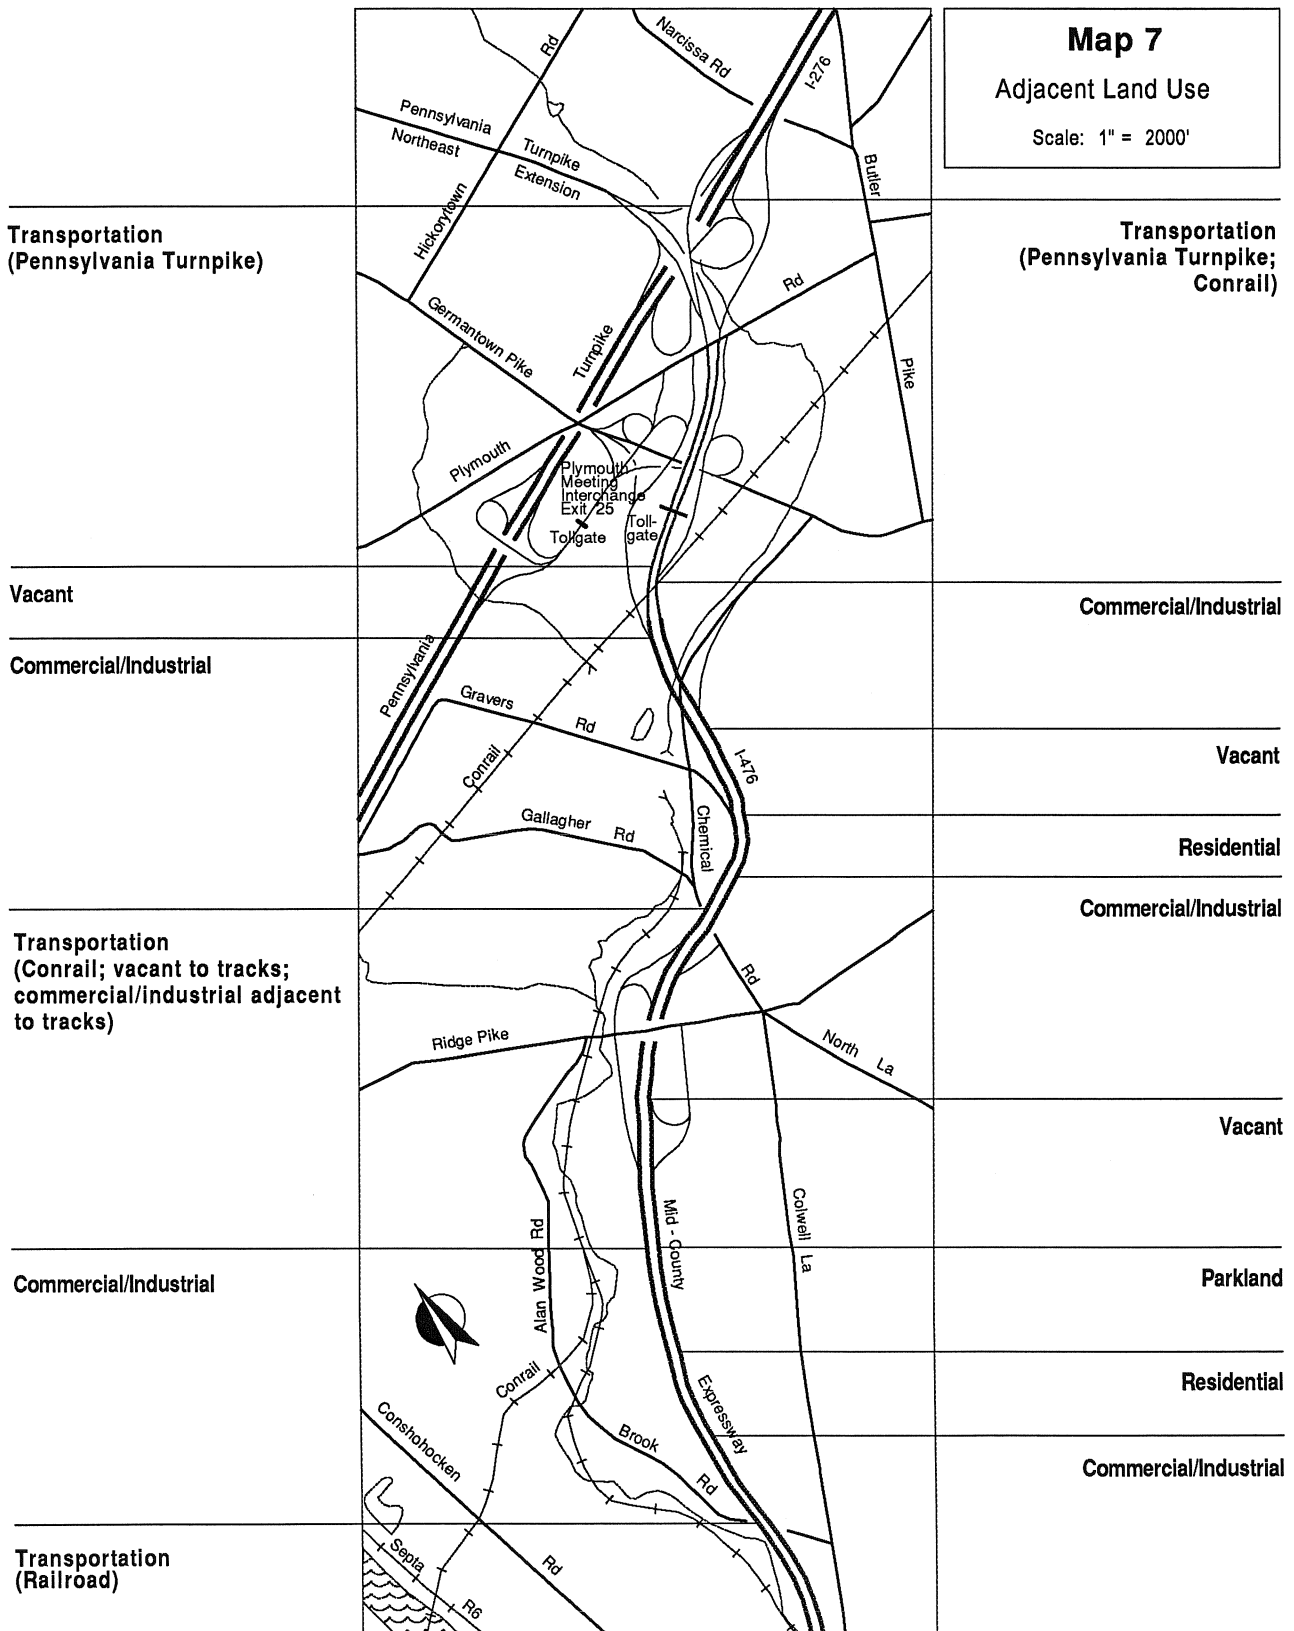 Map 7
Adjacent Land Use
Scale: 1" = 2000'
Narcissa Rd
Rd
I-276
Pennsylvania
Northeast
Turnpike
Extension
Butler
Hickorytown
Transportation
(Pennsylvania Turnpike)
Transportation
(Pennsylvania Turnpike;
Conrail)
Rd
Germantown Pike
Turnpike
Pike
Plymouth
Plymouth
Meeting
Interchange
Exit 25
Tollgate
Toll-
gate
Vacant
Commercial/Industrial
Commercial/Industrial
Pennsylvania
Gravers
Rd
Conrail
I-476
Vacant
Gallagher
Rd
Chemical
Residential
Commercial/Industrial
Transportation
(Conrail; vacant to tracks;
commercial/industrial adjacent
to tracks)
Rd
Ridge Pike
North La
Vacant
Colwell La
Mid - County
Alan Wood Rd
Commercial/Industrial
Parkland
Conrail
Residential
Expressway
Conshohocken
Brook
Rd
Commercial/Industrial
Septa
Rd
Transportation
(Railroad)
R6